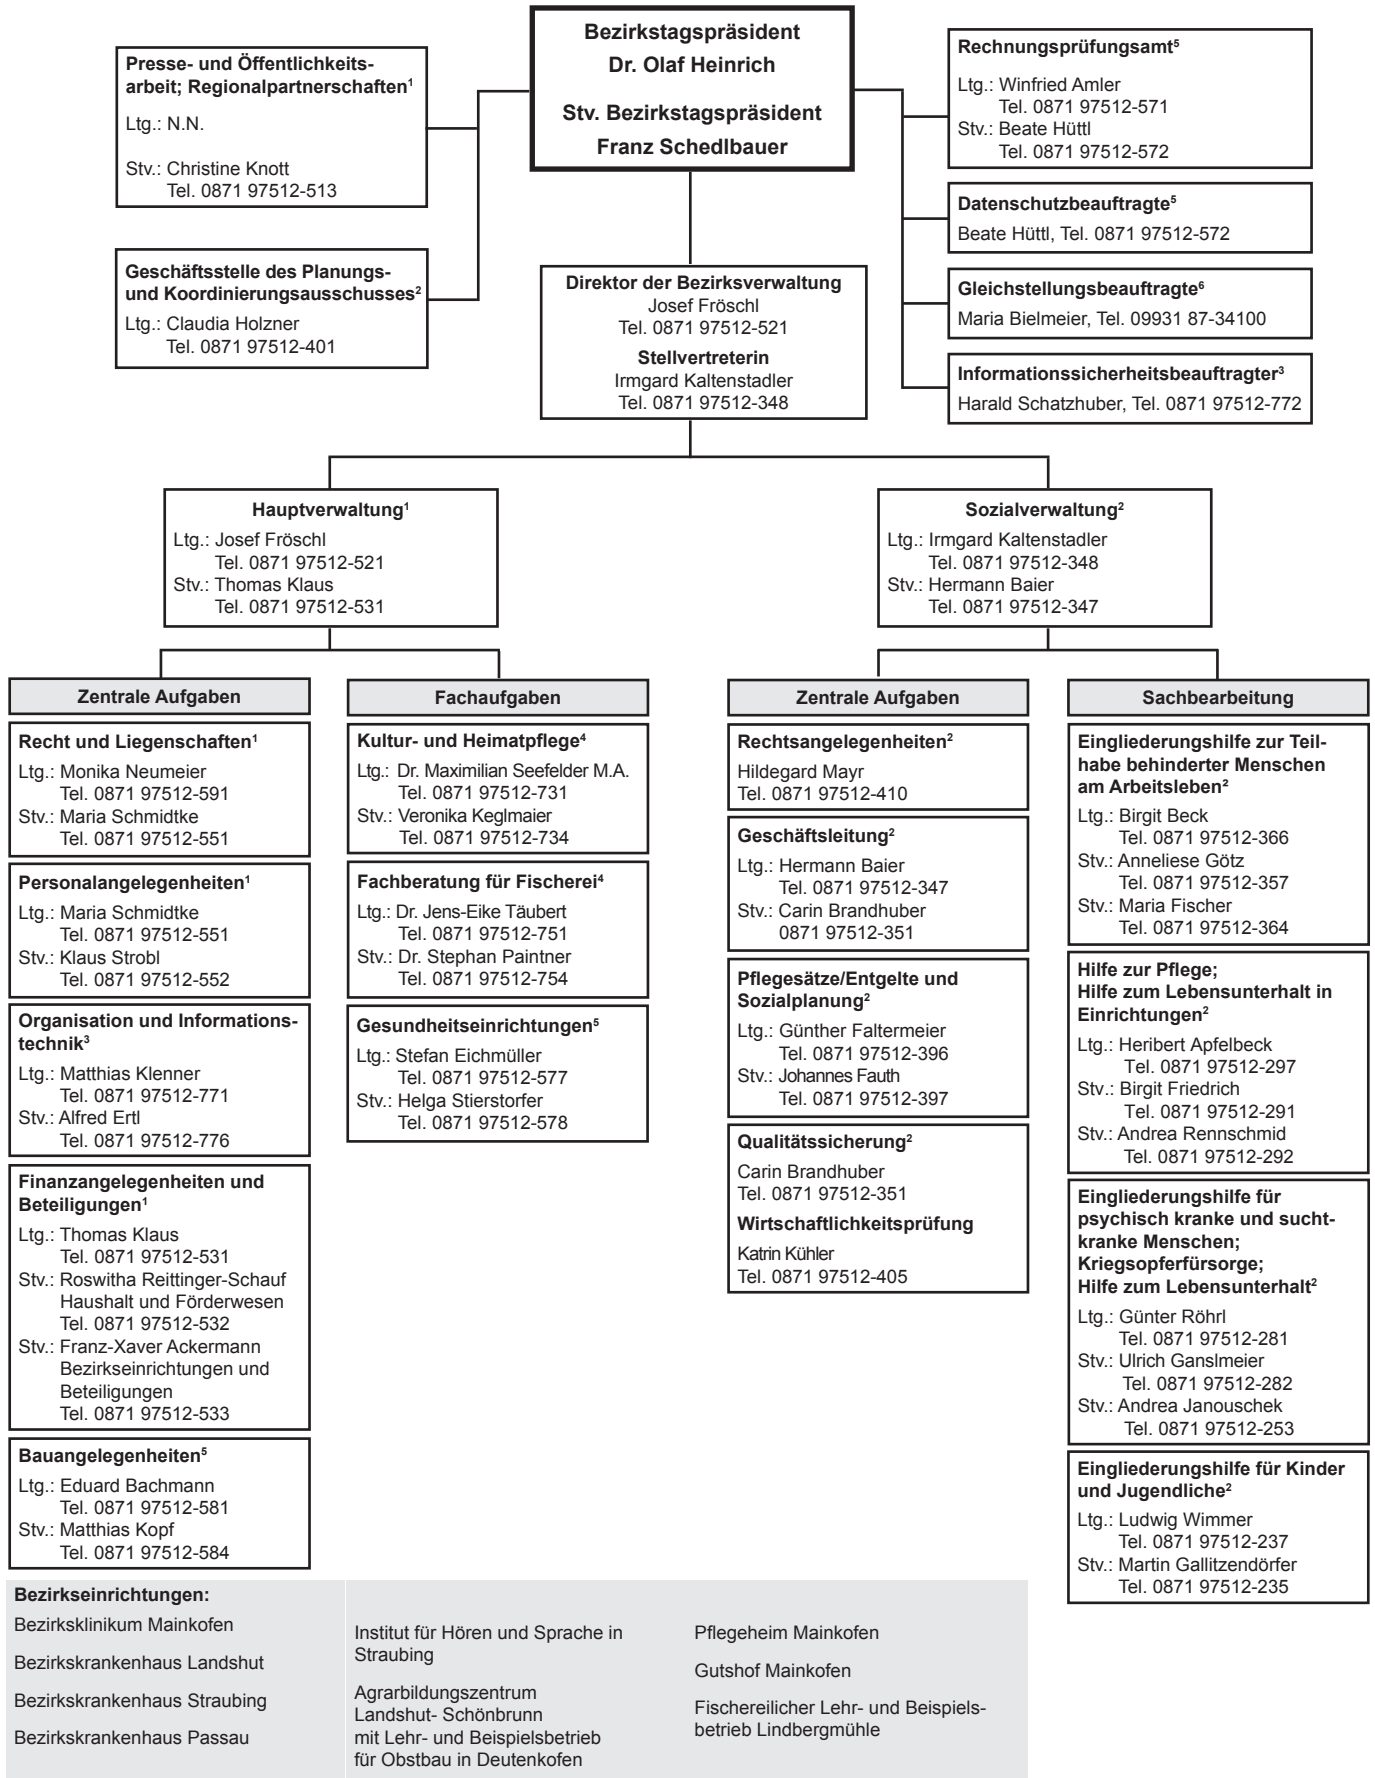 Bezirkstagspräsident
Dr. Olaf Heinrich
Stv. Bezirkstagspräsident
Franz Schedlbauer
Presse- und Öffentlichkeits-
arbeit; Regionalpartnerschaften¹
Ltg.: N.N.
Stv.: Christine Knott
Tel. 0871 97512-513
Geschäftsstelle des Planungs-
und Koordinierungsausschusses²
Ltg.: Claudia Holzner
Tel. 0871 97512-401
Rechnungsprüfungsamt⁵
Ltg.: Winfried Amler
Tel. 0871 97512-571
Stv.: Beate Hüttl
Tel. 0871 97512-572
Datenschutzbeauftragte⁵
Beate Hüttl, Tel. 0871 97512-572
Gleichstellungsbeauftragte⁶
Maria Bielmeier, Tel. 09931 87-34100
Informationssicherheitsbeauftragter³
Harald Schatzhuber, Tel. 0871 97512-772
Direktor der Bezirksverwaltung
Josef Fröschl
Tel. 0871 97512-521
Stellvertreterin
Irmgard Kaltenstadler
Tel. 0871 97512-348
Hauptverwaltung¹
Ltg.: Josef Fröschl
Tel. 0871 97512-521
Stv.: Thomas Klaus
Tel. 0871 97512-531
Sozialverwaltung²
Ltg.: Irmgard Kaltenstadler
Tel. 0871 97512-348
Stv.: Hermann Baier
Tel. 0871 97512-347
Zentrale Aufgaben
Recht und Liegenschaften¹
Ltg.: Monika Neumeier
Tel. 0871 97512-591
Stv.: Maria Schmidtke
Tel. 0871 97512-551
Personalangelegenheiten¹
Ltg.: Maria Schmidtke
Tel. 0871 97512-551
Stv.: Klaus Strobl
Tel. 0871 97512-552
Organisation und Informations-
technik³
Ltg.: Matthias Klenner
Tel. 0871 97512-771
Stv.: Alfred Ertl
Tel. 0871 97512-776
Finanzangelegenheiten und
Beteiligungen¹
Ltg.: Thomas Klaus
Tel. 0871 97512-531
Stv.: Roswitha Reittinger-Schauf
Haushalt und Förderwesen
Tel. 0871 97512-532
Stv.: Franz-Xaver Ackermann
Bezirkseinrichtungen und
Beteiligungen
Tel. 0871 97512-533
Bauangelegenheiten⁵
Ltg.: Eduard Bachmann
Tel. 0871 97512-581
Stv.: Matthias Kopf
Tel. 0871 97512-584
Fachaufgaben
Kultur- und Heimatpflege⁴
Ltg.: Dr. Maximilian Seefelder M.A.
Tel. 0871 97512-731
Stv.: Veronika Keglmaier
Tel. 0871 97512-734
Fachberatung für Fischerei⁴
Ltg.: Dr. Jens-Eike Täubert
Tel. 0871 97512-751
Stv.: Dr. Stephan Paintner
Tel. 0871 97512-754
Gesundheitseinrichtungen⁵
Ltg.: Stefan Eichmüller
Tel. 0871 97512-577
Stv.: Helga Stierstorfer
Tel. 0871 97512-578
Zentrale Aufgaben
Rechtsangelegenheiten²
Hildegard Mayr
Tel. 0871 97512-410
Geschäftsleitung²
Ltg.: Hermann Baier
Tel. 0871 97512-347
Stv.: Carin Brandhuber
0871 97512-351
Pflegesätze/Entgelte und
Sozialplanung²
Ltg.: Günther Faltermeier
Tel. 0871 97512-396
Stv.: Johannes Fauth
Tel. 0871 97512-397
Qualitätssicherung²
Carin Brandhuber
Tel. 0871 97512-351
Wirtschaftlichkeitsprüfung
Katrin Kühler
Tel. 0871 97512-405
Sachbearbeitung
Eingliederungshilfe zur Teil-
habe behinderter Menschen
am Arbeitsleben²
Ltg.: Birgit Beck
Tel. 0871 97512-366
Stv.: Anneliese Götz
Tel. 0871 97512-357
Stv.: Maria Fischer
Tel. 0871 97512-364
Hilfe zur Pflege;
Hilfe zum Lebensunterhalt in
Einrichtungen²
Ltg.: Heribert Apfelbeck
Tel. 0871 97512-297
Stv.: Birgit Friedrich
Tel. 0871 97512-291
Stv.: Andrea Rennschmid
Tel. 0871 97512-292
Eingliederungshilfe für
psychisch kranke und sucht-
kranke Menschen;
Kriegsopferfürsorge;
Hilfe zum Lebensunterhalt²
Ltg.: Günter Röhrl
Tel. 0871 97512-281
Stv.: Ulrich Ganslmeier
Tel. 0871 97512-282
Stv.: Andrea Janouschek
Tel. 0871 97512-253
Eingliederungshilfe für Kinder
und Jugendliche²
Ltg.: Ludwig Wimmer
Tel. 0871 97512-237
Stv.: Martin Gallitzendörfer
Tel. 0871 97512-235
Bezirkseinrichtungen:
Bezirksklinikum Mainkofen
Bezirkskrankenhaus Landshut
Bezirkskrankenhaus Straubing
Bezirkskrankenhaus Passau
Institut für Hören und Sprache in
Straubing
Agrarbildungszentrum
Landshut- Schönbrunn
mit Lehr- und Beispielsbetrieb
für Obstbau in Deutenkofen
Pflegeheim Mainkofen
Gutshof Mainkofen
Fischereilicher Lehr- und Beispiels-
betrieb Lindbergmühle